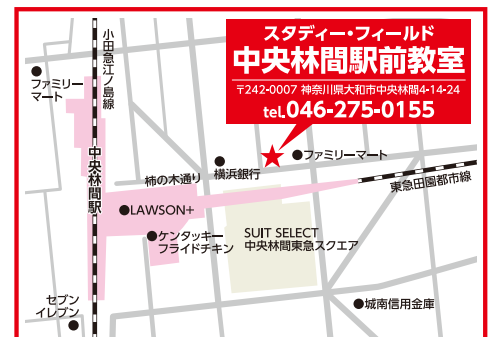 スタディー・フィールド
中央林間駅前教室
〒242-0007 神奈川県大和市中央林間4-14-24
teL046-275-0155
小田急江ノ島線
ファミリー
マート
中央林間駅
柿の木通り
横浜銀行
ファミリーマート
東急田園都市線
LAWSON+
ケンタッキー
フライドチキン
SUIT SELECT
中央林間東急スクエア
セブン
イレブン
城南信用金庫